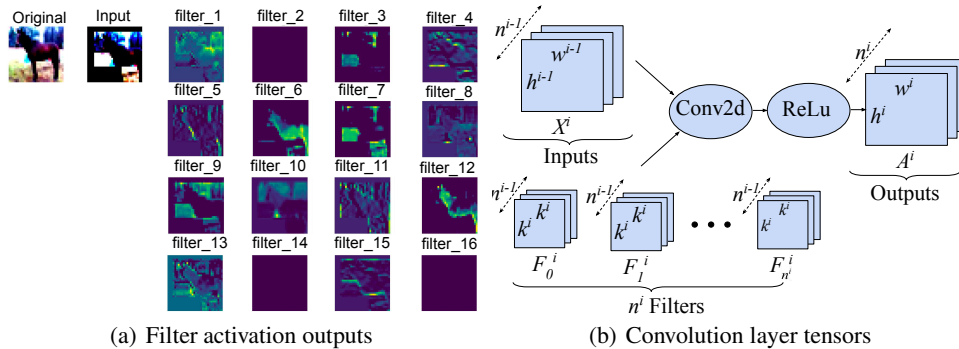 Original Input filter_1 filter_2 filter_3 filter_4
filter_5 filter_6 filter_7 filter_8
filter_9 filter_10 filter_11 filter_12
filter_13 filter_14 filter_15 filter_16
(a) Filter activation outputs
n^{i-1}
w^{i-1}
h^{i-1}
X^i
Inputs
Conv2d
ReLu
n^i
w^i
h^i
A^i
Outputs
n^{i-1} n^{i-1} n^{i-1}
k^i k^i k^i
k^i k^i k^i
F_0^i F_1^i F_{n^i}^i
n^i Filters
(b) Convolution layer tensors